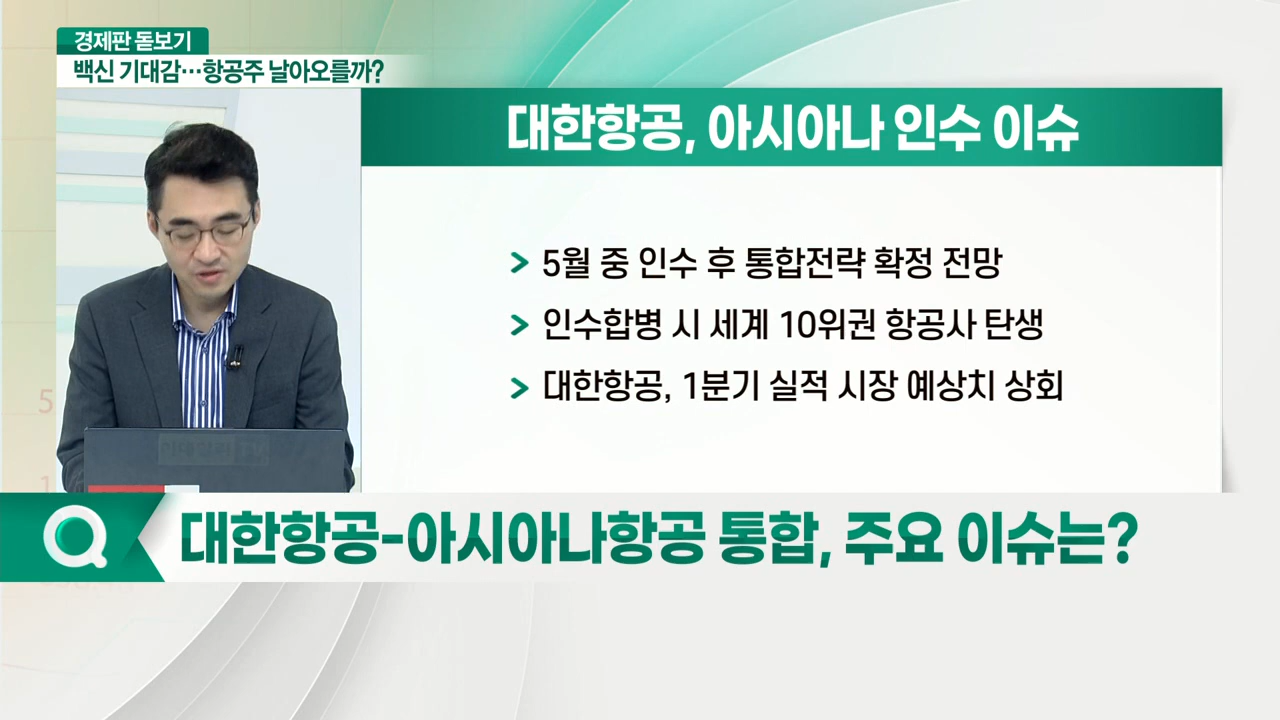 경제판 돋보기
백신 기대감…항공주 날아오를까?
대한항공, 아시아나 인수 이슈
> 5월 중 인수 후 통합전략 확정 전망
> 인수합병 시 세계 10위권 항공사 탄생
> 대한항공, 1분기 실적 시장 예상치 상회
대한항공-아시아나항공 통합, 주요 이슈는?